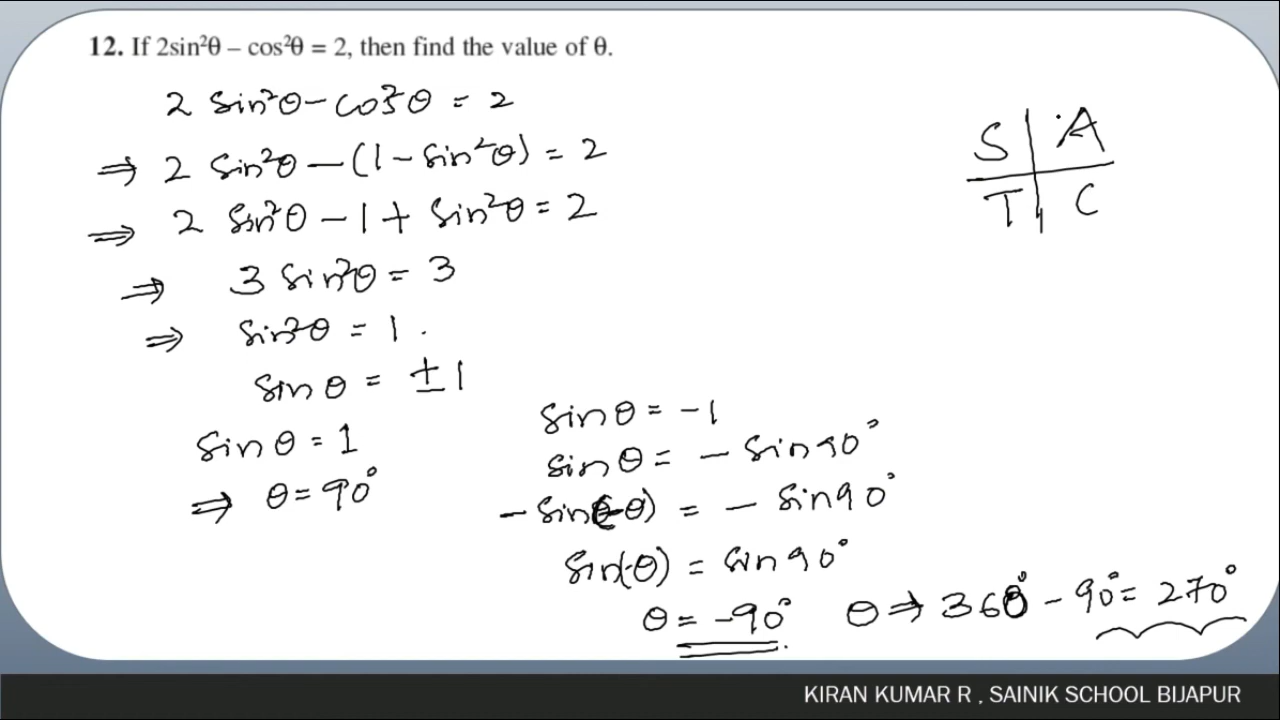 12. If 2sin²θ – cos²θ = 2, then find the value of θ.
2 sin²θ - cos²θ = 2
⇒ 2 sin²θ - (1 - sin²θ) = 2
⇒ 2 sin²θ - 1 + sin²θ = 2
⇒ 3 sin²θ = 3
⇒ sin²θ = 1.
sin θ = ±1
sin θ = 1
⇒ θ = 90°
S A
T C
sin θ = -1
sin θ = - sin 90°
- sin(-θ) = - sin 90°
sin(-θ) = sin 90°
θ = -90° θ ⇒ 360° - 90° = 270°
KIRAN KUMAR R , SAINIK SCHOOL BIJAPUR